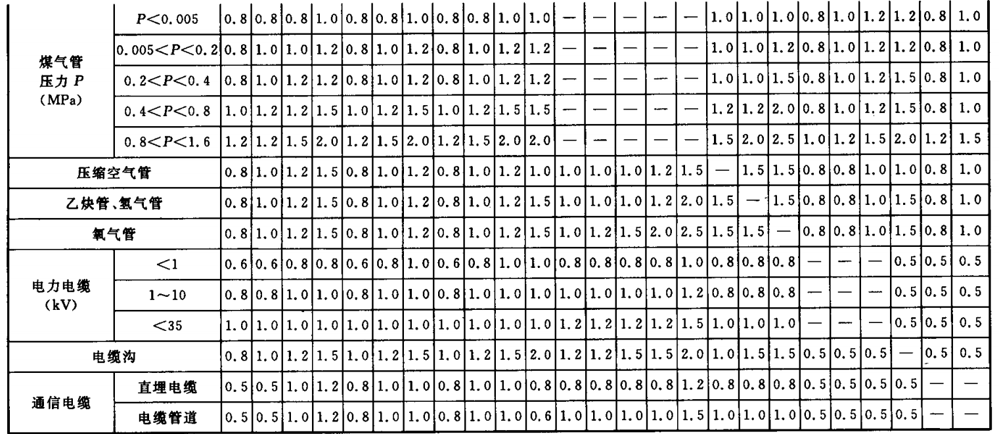 P<0.005 0.8 0.8 0.8 1.0 0.8 0.8 1.0 0.8 0.8 1.0 1.0 — — — — — 1.0 1.0 1.0 0.8 1.0 1.2 1.2 0.8 1.0
0.005<P<0.2 0.8 1.0 1.0 1.2 0.8 1.0 1.2 0.8 1.0 1.2 1.2 — — — — — 1.0 1.0 1.2 0.8 1.0 1.2 1.2 0.8 1.0
煤气管
压力 P
(MPa)
0.2<P<0.4 0.8 1.0 1.2 1.2 0.8 1.0 1.2 0.8 1.0 1.2 1.2 — — — — — 1.0 1.0 1.5 0.8 1.0 1.2 1.5 0.8 1.0
0.4<P<0.8 1.0 1.2 1.2 1.5 1.0 1.2 1.5 1.0 1.2 1.5 1.5 — — — — — 1.2 1.2 2.0 0.8 1.0 1.2 1.5 0.8 1.0
0.8<P<1.6 1.2 1.2 1.5 2.0 1.2 1.5 2.0 1.2 1.5 2.0 2.0 — — — — — 1.5 2.0 2.5 1.0 1.2 1.5 2.0 1.2 1.5
压缩空气管 0.8 1.0 1.2 1.5 0.8 1.0 1.2 0.8 1.0 1.2 1.0 1.0 1.0 1.0 1.2 1.5 — 1.5 1.5 0.8 0.8 1.0 1.0 0.8 1.0
乙炔管、氢气管 0.8 1.0 1.2 1.5 0.8 1.0 1.2 0.8 1.0 1.2 1.5 1.0 1.0 1.0 1.2 2.0 1.5 — 1.5 0.8 0.8 1.0 1.5 0.8 1.0
氧气管 0.8 1.0 1.2 1.5 0.8 1.0 1.2 0.8 1.0 1.2 1.5 1.0 1.2 1.5 2.0 2.5 1.5 1.5 — 0.8 0.8 1.0 1.5 0.8 1.0
电力电缆
(kV)
<1 0.6 0.6 0.8 0.8 0.6 0.8 1.0 0.6 0.8 1.0 1.0 0.8 0.8 0.8 0.8 1.0 0.8 0.8 0.8 — — — 0.5 0.5 0.5
1~10 0.8 0.8 1.0 1.0 0.8 1.0 1.0 0.8 1.0 1.0 1.0 1.0 1.0 1.0 1.0 1.2 0.8 0.8 0.8 — — — 0.5 0.5 0.5
<35 1.0 1.0 1.0 1.0 1.0 1.0 1.0 1.0 1.0 1.0 1.0 1.2 1.2 1.2 1.2 1.5 1.0 1.0 1.0 — — — 0.5 0.5 0.5
电缆沟 0.8 1.0 1.2 1.5 1.0 1.2 1.5 1.0 1.2 1.5 2.0 1.2 1.2 1.5 1.5 2.0 1.0 1.5 1.5 0.5 0.5 0.5 — 0.5 0.5
通信电缆
直埋电缆 0.5 0.5 1.0 1.2 0.8 1.0 1.0 0.8 1.0 1.0 0.8 0.8 0.8 0.8 0.8 1.2 0.8 0.8 0.8 0.5 0.5 0.5 0.5 — —
电缆管道 0.5 0.5 1.0 1.2 0.8 1.0 1.0 0.8 1.0 1.0 0.6 1.0 1.0 1.0 1.0 1.5 1.0 1.0 1.0 0.5 0.5 0.5 0.5 — —